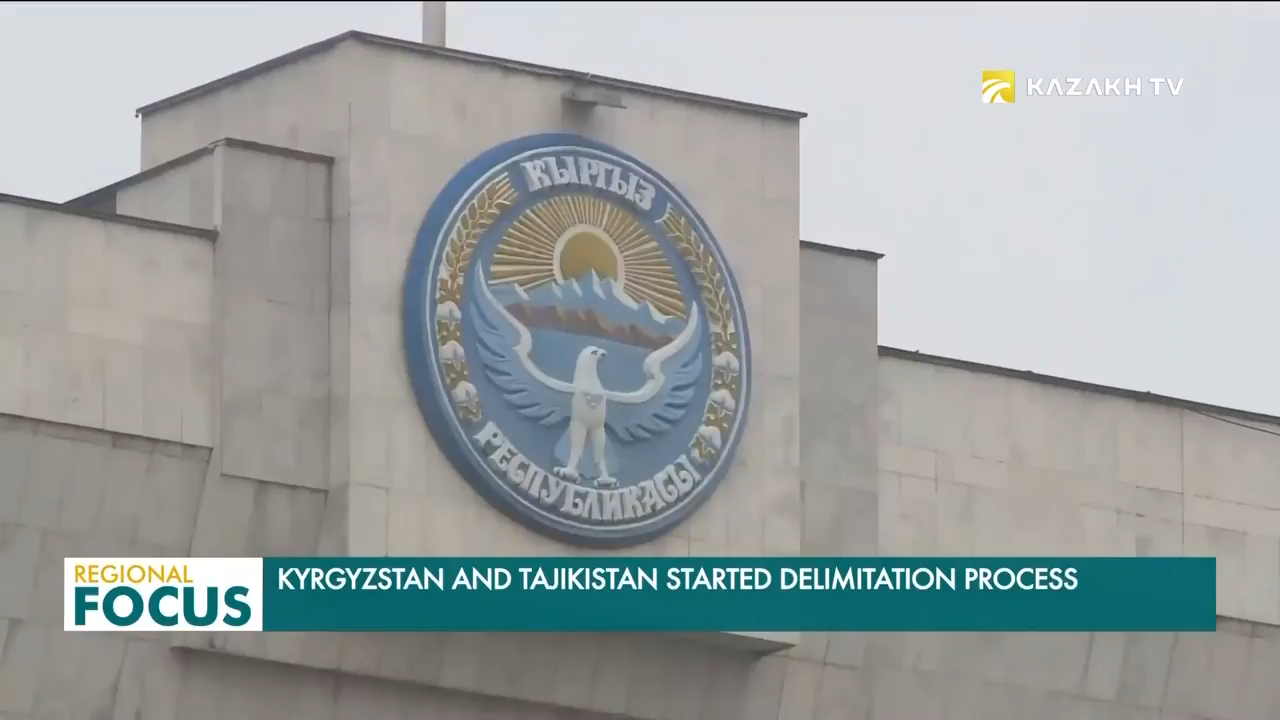 KAZAKH TV
КЫРГЫЗ
РЕСПУБЛИКАСЫ
REGIONAL
FOCUS
KYRGYZSTAN AND TAJIKISTAN STARTED DELIMITATION PROCESS